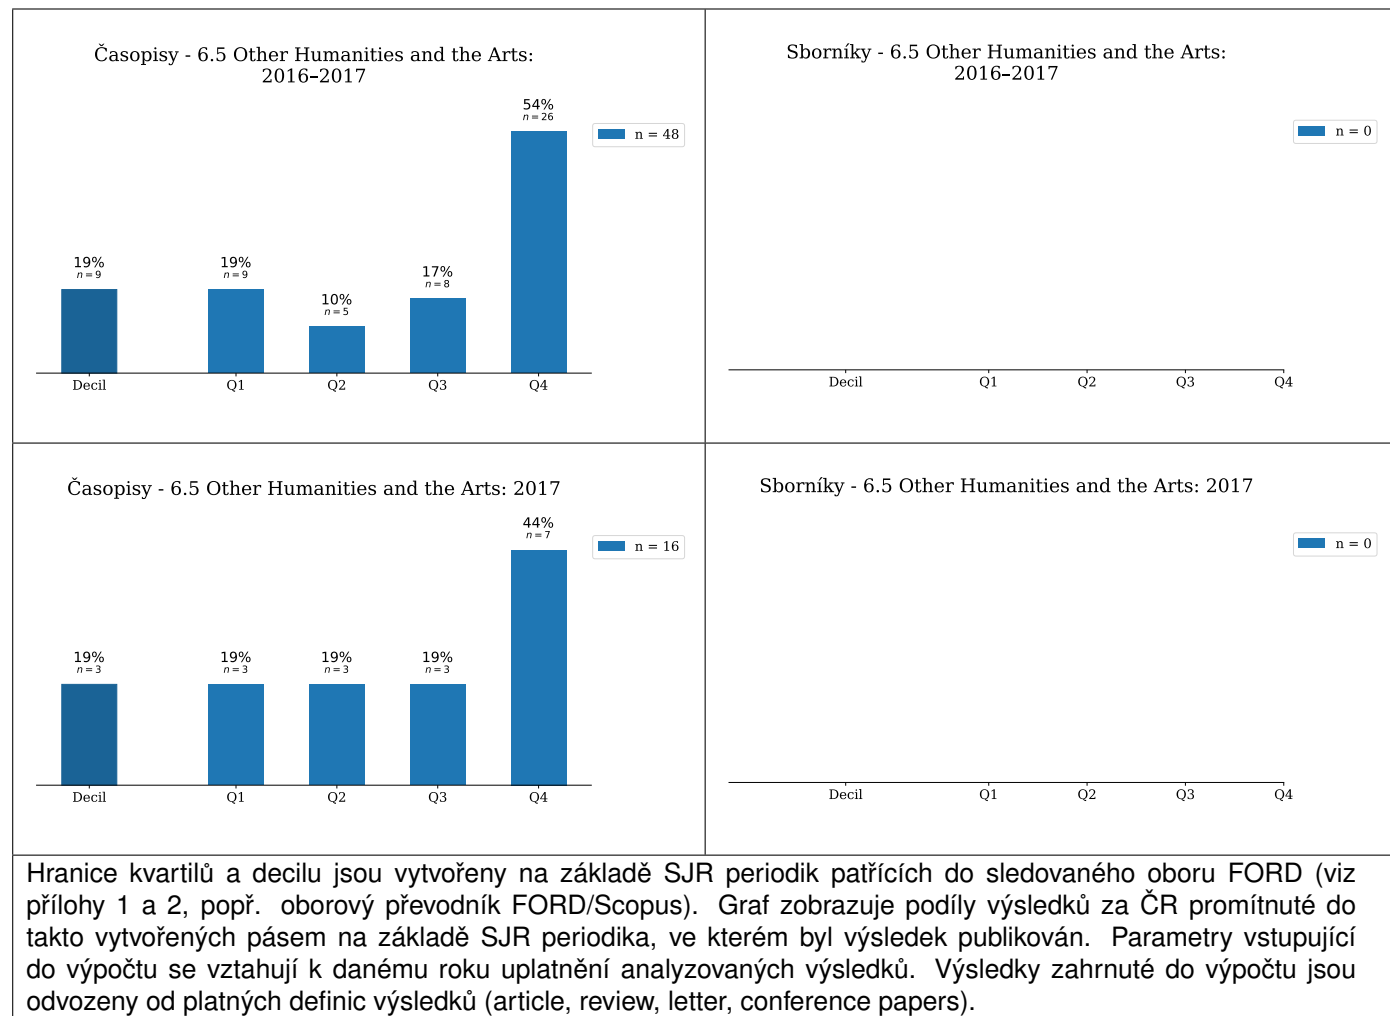 Časopisy - 6.5 Other Humanities and the Arts:
2016–2017
54%
n = 26
n = 48
19%
n = 9
19%
n = 9
10%
n = 5
17%
n = 8
Decil Q1 Q2 Q3 Q4
Sborníky - 6.5 Other Humanities and the Arts:
2016–2017
n = 0
Decil Q1 Q2 Q3 Q4
Časopisy - 6.5 Other Humanities and the Arts: 2017
44%
n = 7
n = 16
19%
n = 3
19%
n = 3
19%
n = 3
19%
n = 3
Decil Q1 Q2 Q3 Q4
Sborníky - 6.5 Other Humanities and the Arts: 2017
n = 0
Decil Q1 Q2 Q3 Q4
Hranice kvartilů a decilu jsou vytvořeny na základě SJR periodik patřících do sledovaného oboru FORD (viz
přílohy 1 a 2, popř. oborový převodník FORD/Scopus). Graf zobrazuje podíly výsledků za ČR promítnuté do
takto vytvořených pásem na základě SJR periodika, ve kterém byl výsledek publikován. Parametry vstupující
do výpočtu se vztahují k danému roku uplatnění analyzovaných výsledků. Výsledky zahrnuté do výpočtu jsou
odvozeny od platných definic výsledků (article, review, letter, conference papers).